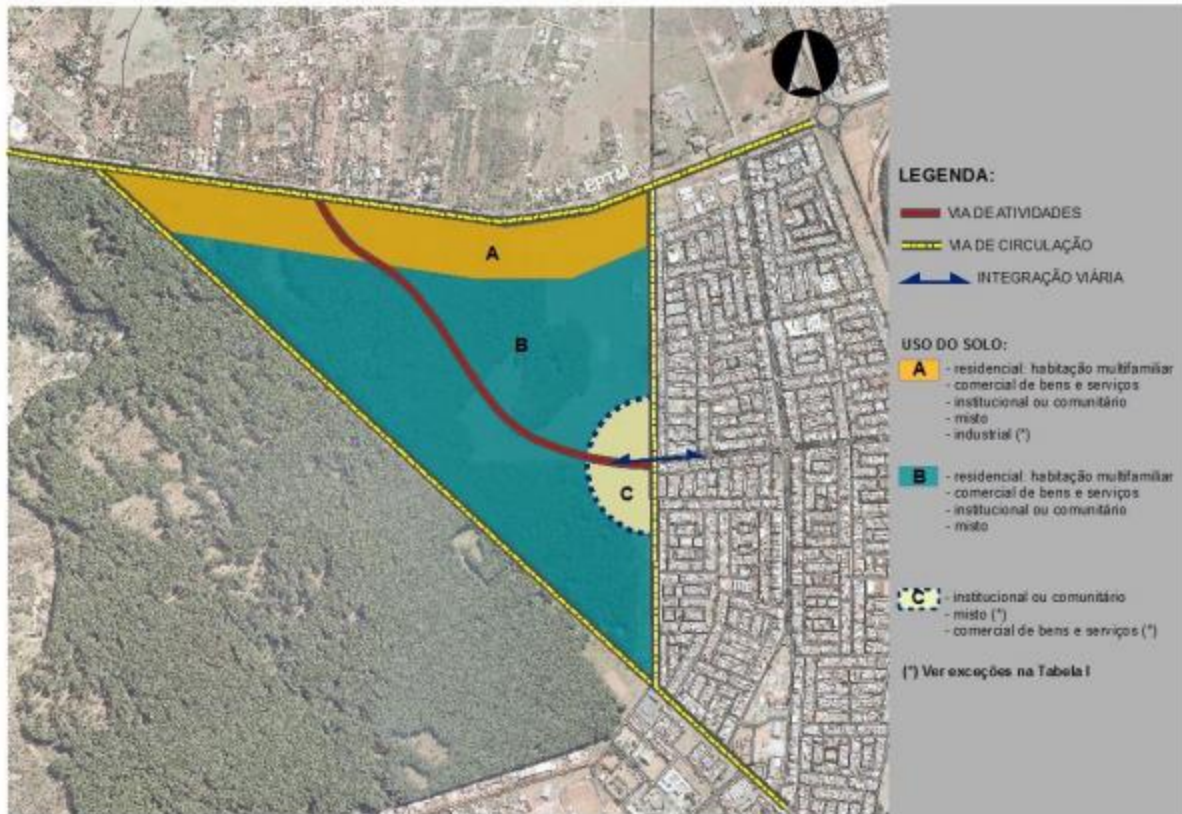 EPTM
A
B
C
LEGENDA:
VIA DE ATIVIDADES
VIA DE CIRCULAÇÃO
INTEGRAÇÃO VIÁRIA
USO DO SOLO:
A - residencial: habitação multifamiliar
- comercial de bens e serviços
- institucional ou comunitário
- misto
- industrial (*)
B - residencial: habitação multifamiliar
- comercial de bens e serviços
- institucional ou comunitário
- misto
C - institucional ou comunitário
- misto (*)
- comercial de bens e serviços (*)
(*) Ver exceções na Tabela I